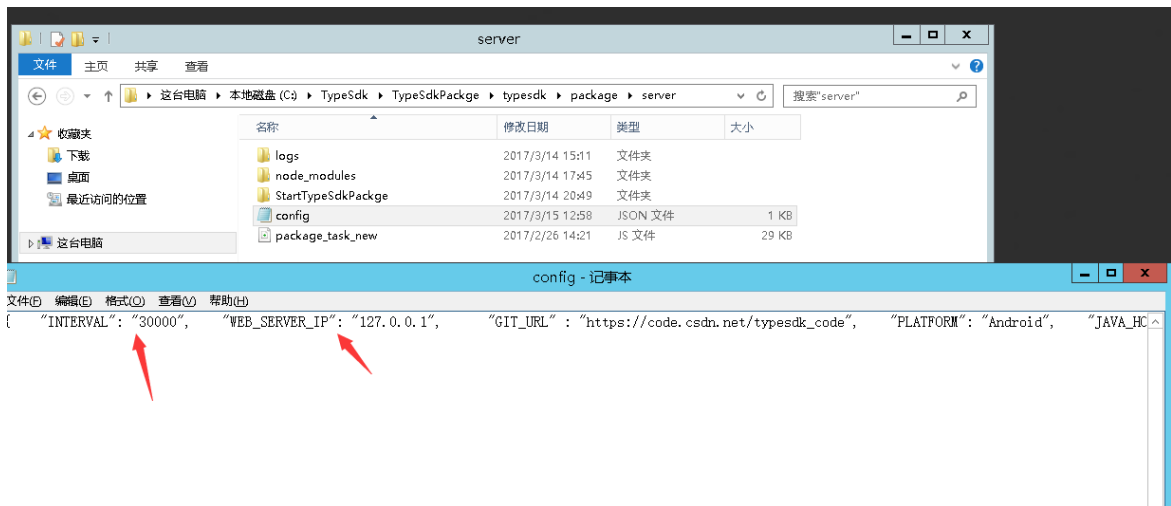 server
文件 主页 共享 查看
这台电脑 本地磁盘 (C:) TypeSdk TypeSdkPackge typesdk package server 搜索"server"
名称 修改日期 类型 大小
收藏夹
下载
桌面
最近访问的位置
这台电脑
logs 2017/3/14 15:11 文件夹
node_modules 2017/3/14 17:45 文件夹
StartTypeSdkPackge 2017/3/14 20:49 文件夹
config 2017/3/15 12:58 JSON 文件 1 KB
package_task_new 2017/2/26 14:21 JS 文件 29 KB
config - 记事本
文件(F) 编辑(E) 格式(O) 查看(V) 帮助(H)
{ "INTERVAL": "30000", "WEB_SERVER_IP": "127.0.0.1", "GIT_URL" : "https://code.csdn.net/typesdk_code", "PLATFORM": "Android", "JAVA_HO